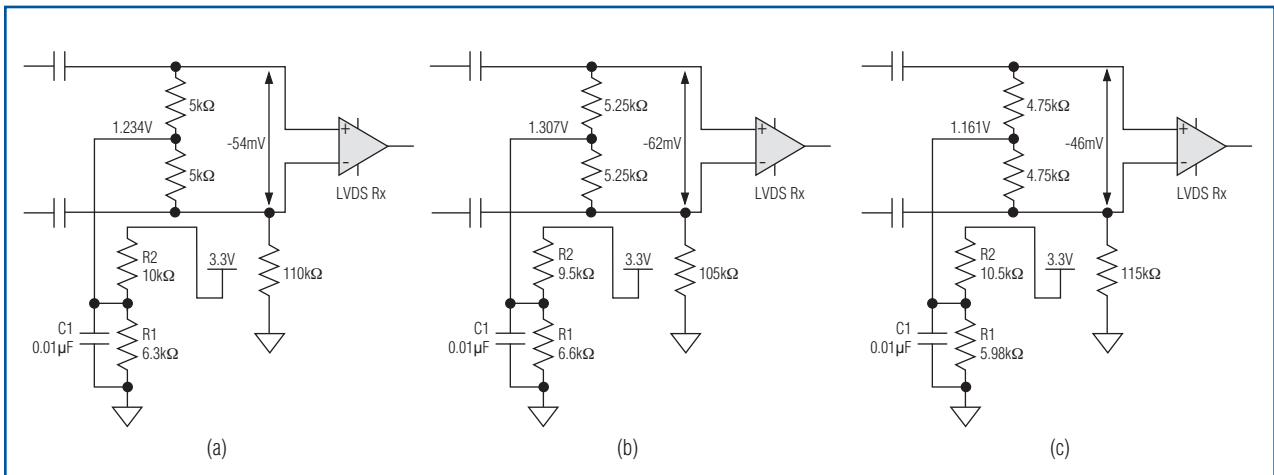 5kΩ
1.234V
-54mV
5kΩ
+
-
LVDS Rx
R2
10kΩ
3.3V
110kΩ
C1
0.01µF
R1
6.3kΩ
(a)
5.25kΩ
1.307V
-62mV
5.25kΩ
+
-
LVDS Rx
R2
9.5kΩ
3.3V
105kΩ
C1
0.01µF
R1
6.6kΩ
(b)
4.75kΩ
1.161V
-46mV
4.75kΩ
+
-
LVDS Rx
R2
10.5kΩ
3.3V
115kΩ
C1
0.01µF
R1
5.98kΩ
(c)